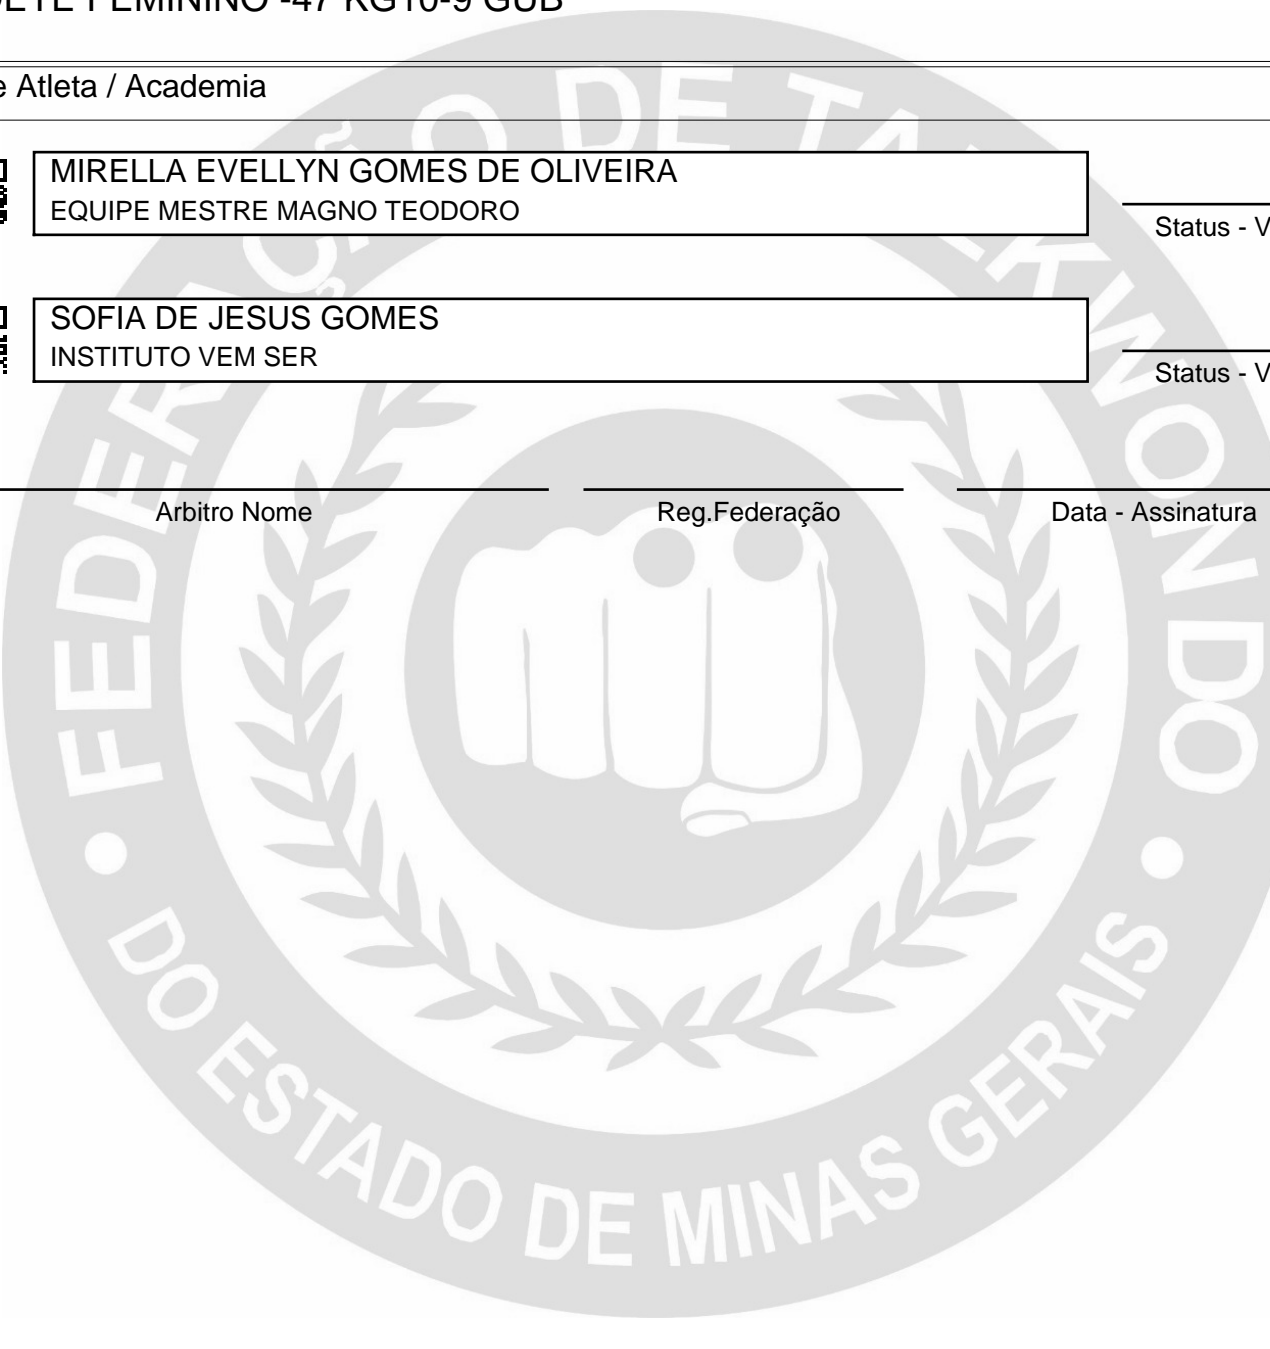 FEMININO -47 KG10-9 GUB
Atleta / Academia
MIRELLA EVELLYN GOMES DE OLIVEIRA
EQUIPE MESTRE MAGNO TEODORO
Status - V
SOFIA DE JESUS GOMES
INSTITUTO VEM SER
Status - V
Arbitro Nome
Reg.Federação
Data - Assinatura
FEDERAÇÃO DE TAEKWONDO
DO ESTADO DE MINAS GERAIS